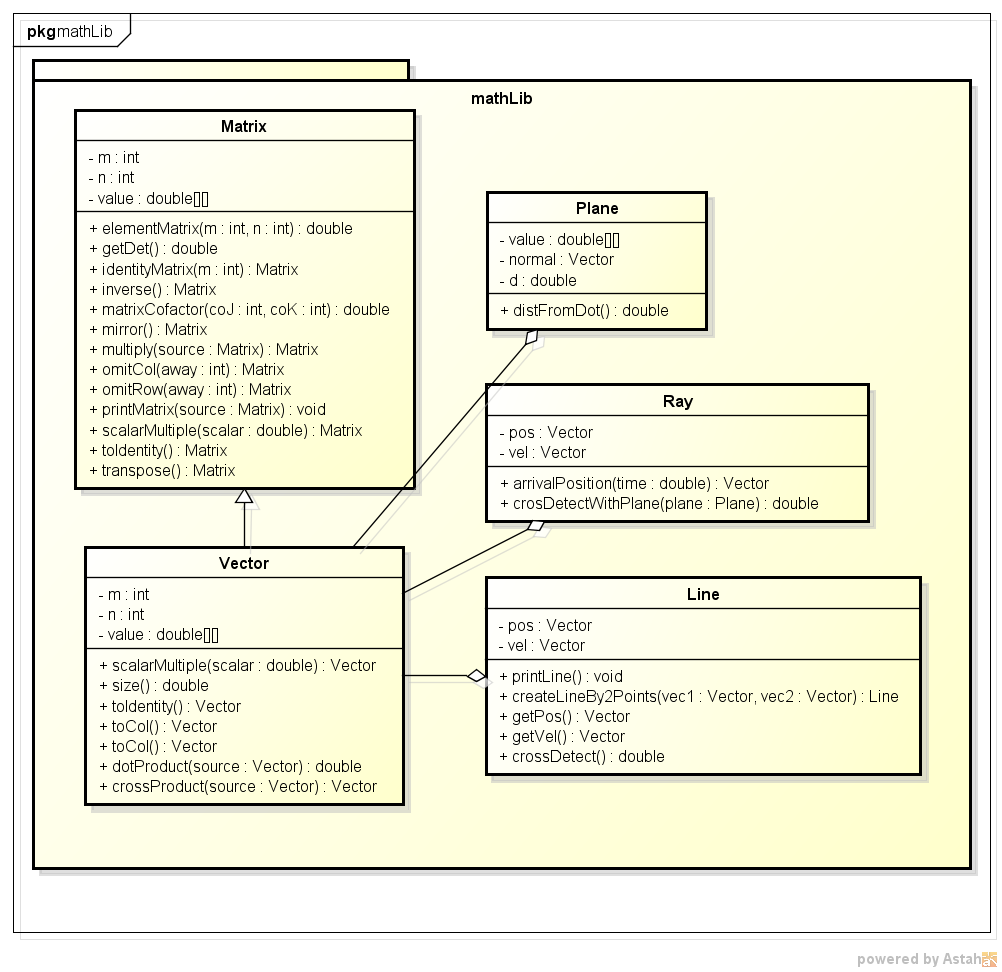 pkg mathLib
mathLib
Matrix
- m : int
- n : int
- value : double[][]
+ elementMatrix(m : int, n : int) : double
+ getDet() : double
+ identityMatrix(m : int) : Matrix
+ inverse() : Matrix
+ matrixCofactor(coJ : int, coK : int) : double
+ mirror() : Matrix
+ multiply(source : Matrix) : Matrix
+ omitCol(away : int) : Matrix
+ omitRow(away : int) : Matrix
+ printMatrix(source : Matrix) : void
+ scalarMultiple(scalar : double) : Matrix
+ toIdentity() : Matrix
+ transpose() : Matrix
Plane
- value : double[][]
- normal : Vector
- d : double
+ distFromDot() : double
Ray
- pos : Vector
- vel : Vector
+ arrivalPosition(time : double) : Vector
+ crosDetectWithPlane(plane : Plane) : double
Vector
- m : int
- n : int
- value : double[][]
+ scalarMultiple(scalar : double) : Vector
+ size() : double
+ toIdentity() : Vector
+ toCol() : Vector
+ toCol() : Vector
+ dotProduct(source : Vector) : double
+ crossProduct(source : Vector) : Vector
Line
- pos : Vector
- vel : Vector
+ printLine() : void
+ createLineBy2Points(vec1 : Vector, vec2 : Vector) : Line
+ getPos() : Vector
+ getVel() : Vector
+ crossDetect() : double
powered by Astah